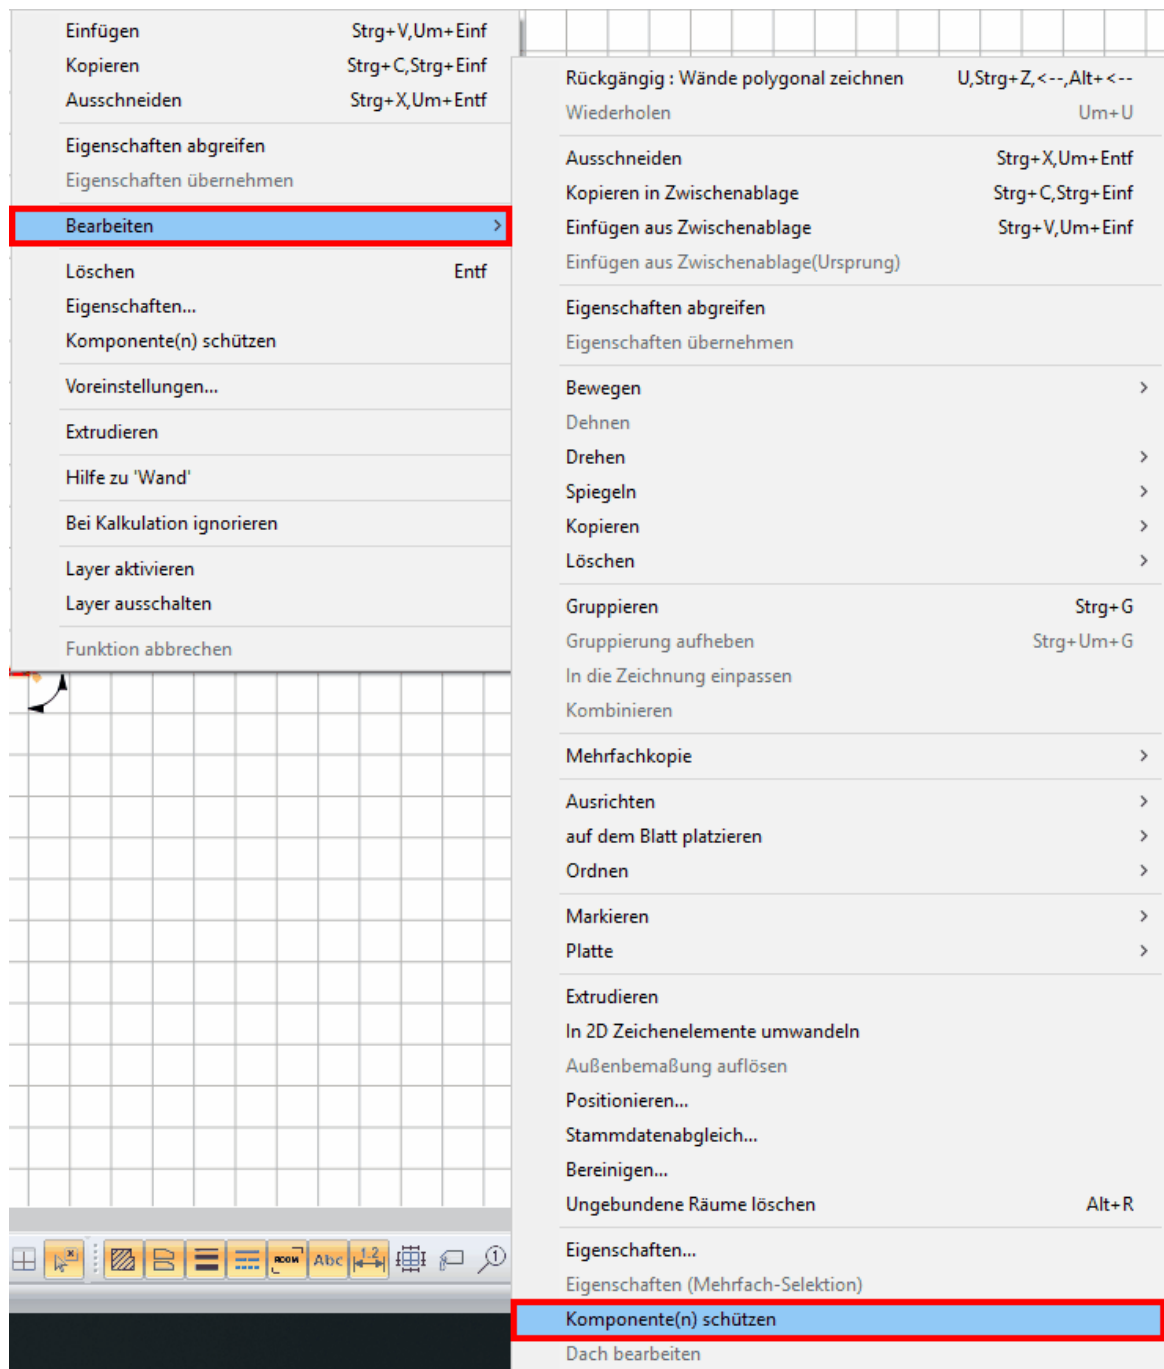 Einfügen Strg+V,Um+Einf
Kopieren Strg+C,Strg+Einf
Ausschneiden Strg+X,Um+Entf
Eigenschaften abgreifen
Eigenschaften übernehmen
Bearbeiten >
Löschen Entf
Eigenschaften...
Komponente(n) schützen
Voreinstellungen...
Extrudieren
Hilfe zu 'Wand'
Bei Kalkulation ignorieren
Layer aktivieren
Layer ausschalten
Funktion abbrechen
Rückgängig : Wände polygonal zeichnen U,Strg+Z,<--,Alt+<--
Wiederholen Um+U
Ausschneiden Strg+X,Um+Entf
Kopieren in Zwischenablage Strg+C,Strg+Einf
Einfügen aus Zwischenablage Strg+V,Um+Einf
Einfügen aus Zwischenablage(Ursprung)
Eigenschaften abgreifen
Eigenschaften übernehmen
Bewegen >
Dehnen
Drehen >
Spiegeln >
Kopieren >
Löschen >
Gruppieren Strg+G
Gruppierung aufheben Strg+Um+G
In die Zeichnung einpassen
Kombinieren
Mehrfachkopie >
Ausrichten >
auf dem Blatt platzieren >
Ordnen >
Markieren >
Platte >
Extrudieren
In 2D Zeichenelemente umwandeln
Außenbemaßung auflösen
Positionieren...
Stammdatenabgleich...
Bereinigen...
Ungebundene Räume löschen Alt+R
Eigenschaften...
Eigenschaften (Mehrfach-Selektion)
Komponente(n) schützen
Dach bearbeiten
ROOM Abc 1.2 1